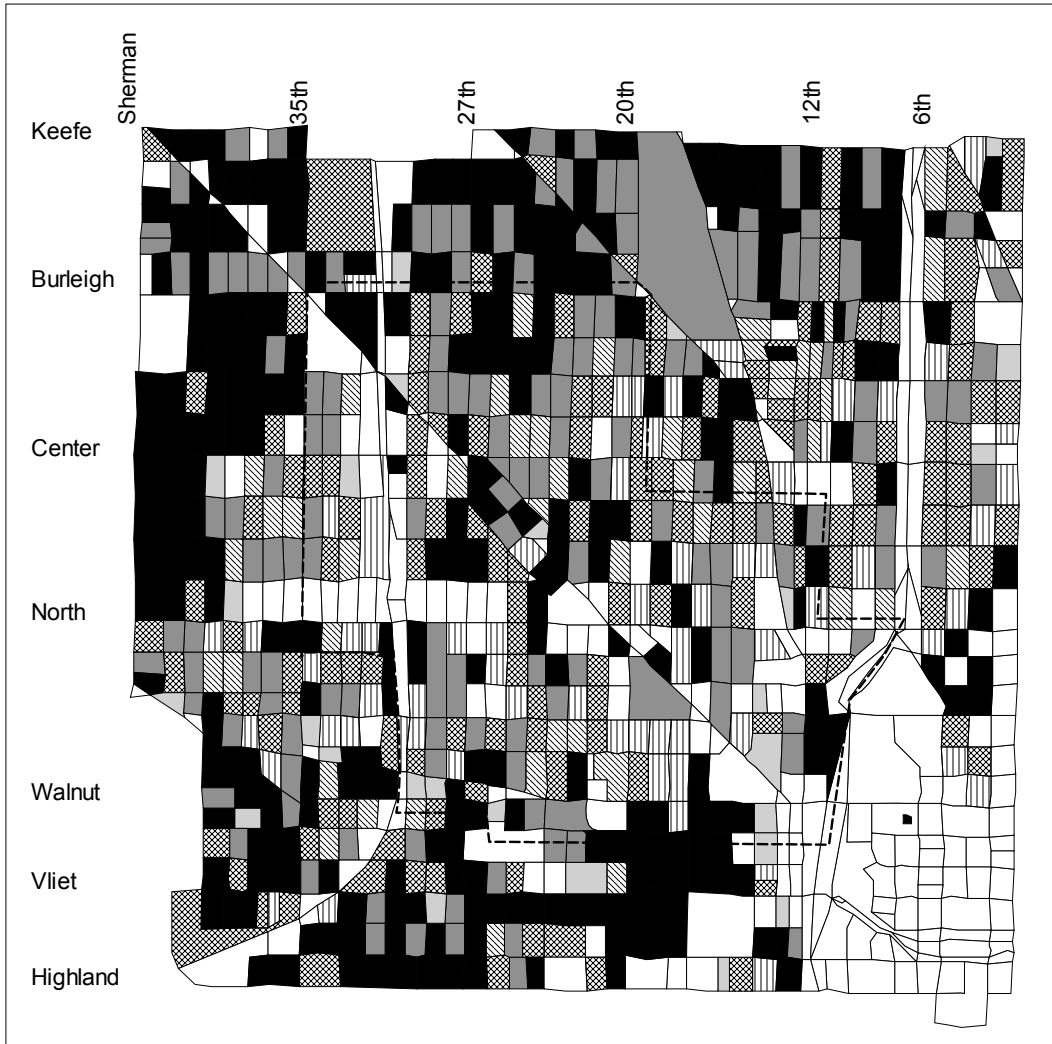 Sherman
35th
27th
20th
12th
6th
Keefe
Burleigh
Center
North
Walnut
Vliet
Highland